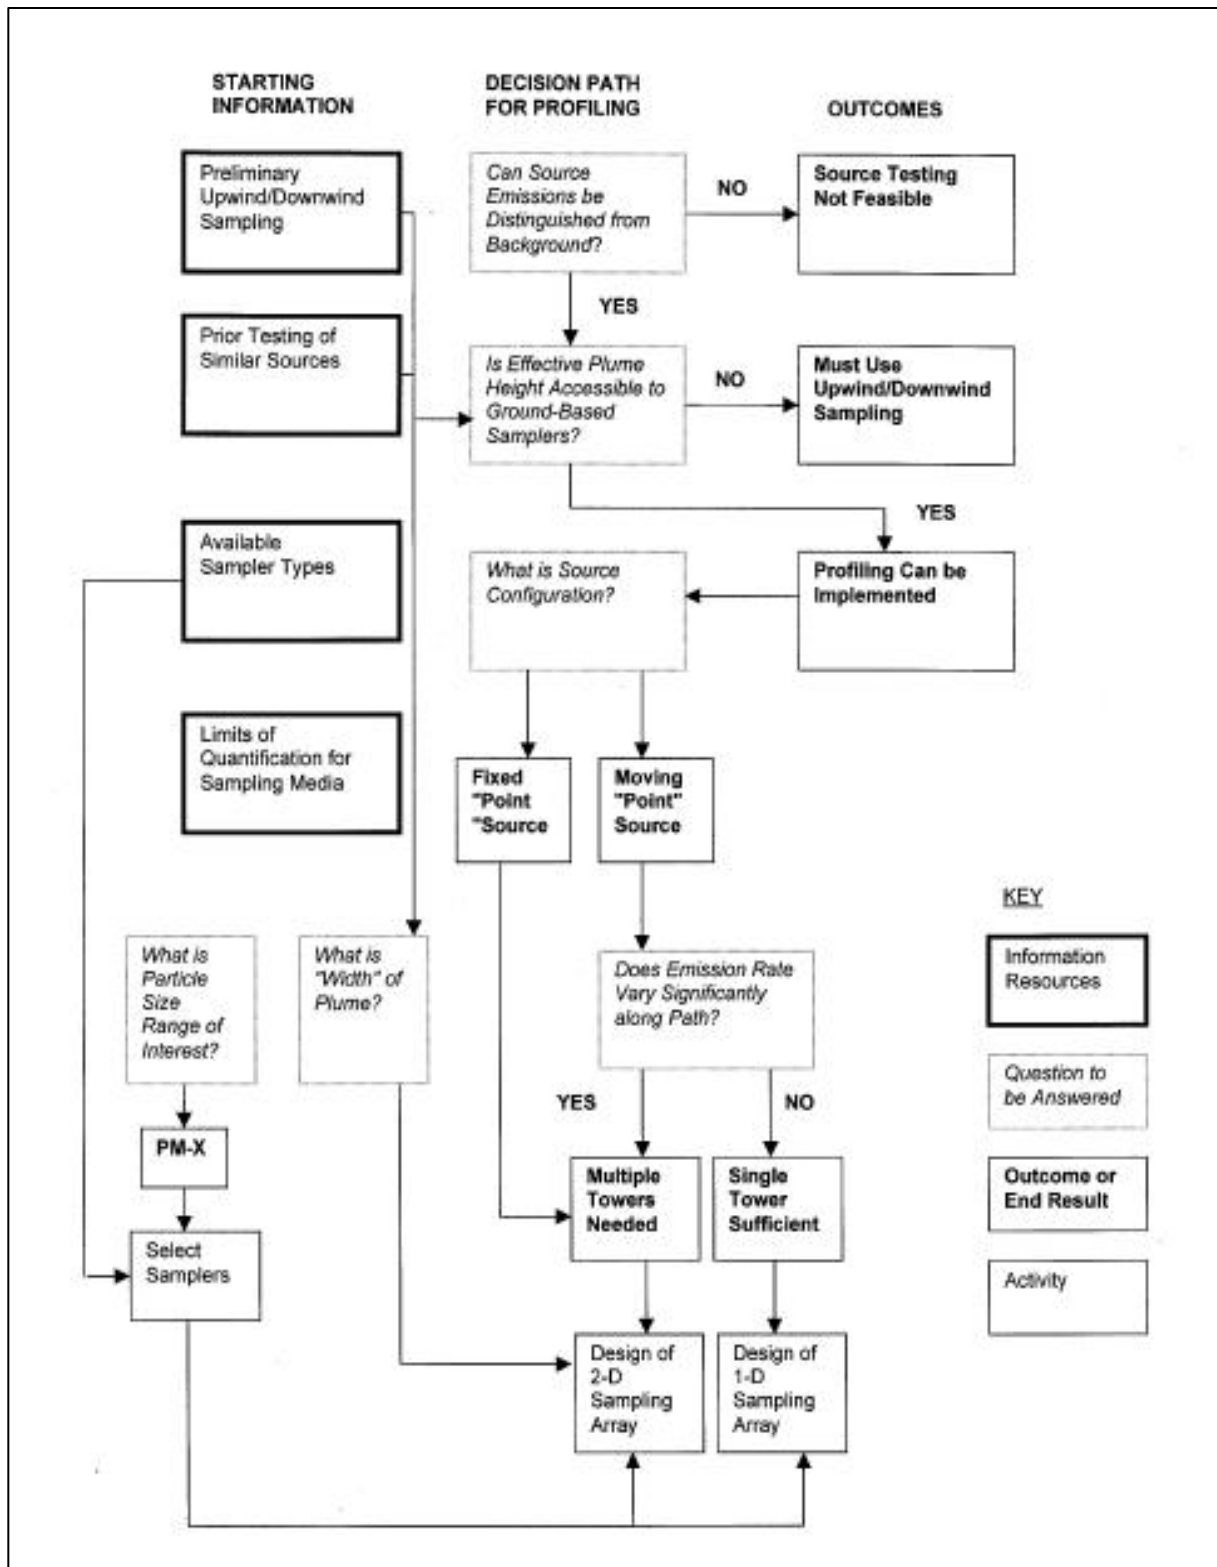 STARTING
INFORMATION
DECISION PATH
FOR PROFILING
OUTCOMES
Preliminary
Upwind/Downwind
Sampling
Can Source
Emissions be
Distinguished from
Background?
NO
Source Testing
Not Feasible
YES
Prior Testing of
Similar Sources
Is Effective Plume
Height Accessible to
Ground-Based
Samplers?
NO
Must Use
Upwind/Downwind
Sampling
YES
Available
Sampler Types
What is Source
Configuration?
Profiling Can be
Implemented
Limits of
Quantification for
Sampling Media
Fixed
"Point
"Source
Moving
"Point"
Source
What is
Particle
Size
Range of
Interest?
What is
"Width" of
Plume?
Does Emission Rate
Vary Significantly
along Path?
YES
NO
PM-X
Select
Samplers
Multiple
Towers
Needed
Single
Tower
Sufficient
Design of
2-D
Sampling
Array
Design of
1-D
Sampling
Array
KEY
Information
Resources
Question to
be Answered
Outcome or
End Result
Activity